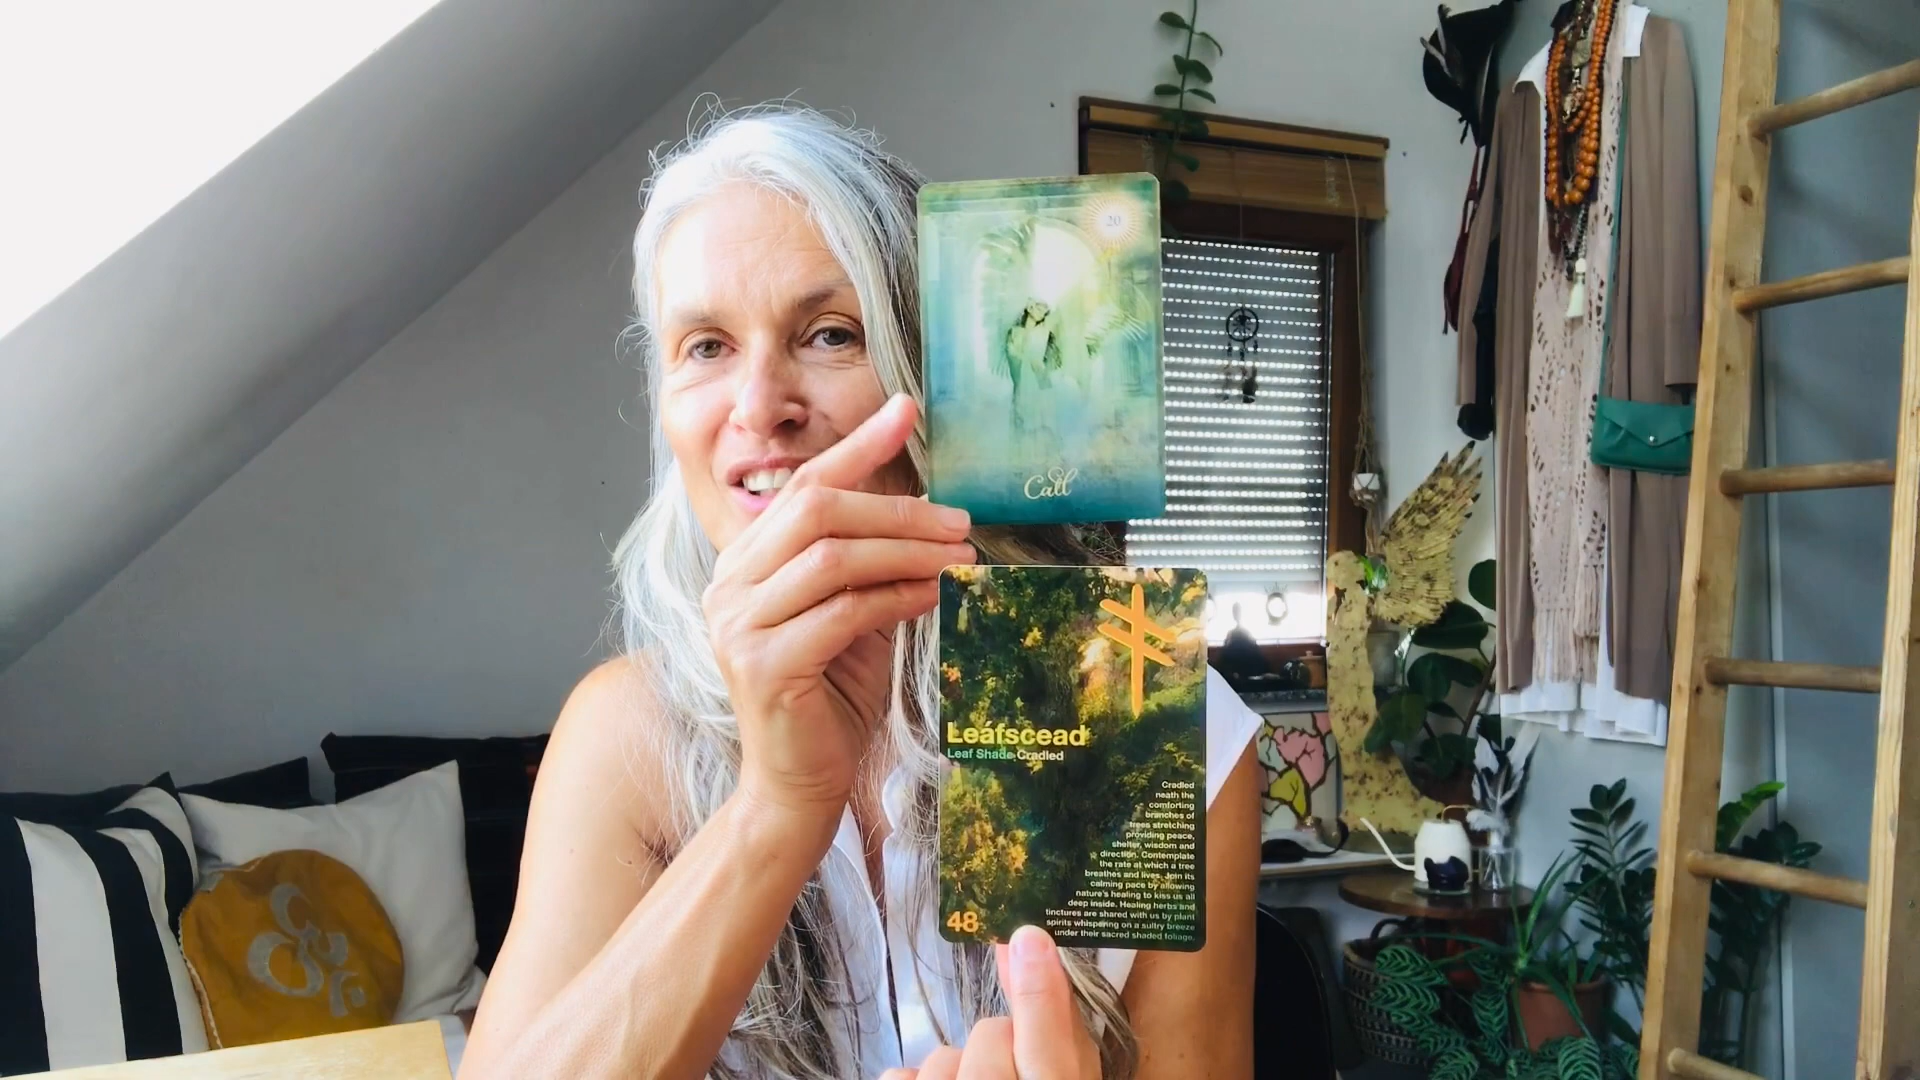 20
Call
Leáfscead
Leaf Shade Cradled
Cradled
neath the
comforting
branches of
trees stretching
providing peace,
shelter, wisdom and
direction. Contemplate
the rate at which a tree
breathes and lives. Join its
calming pace by allowing
nature's healing to kiss us all
deep inside. Healing herbs and
tinctures are shared with us by plant
spirits whispering on a sultry breeze
under their sacred shaded foliage.
48